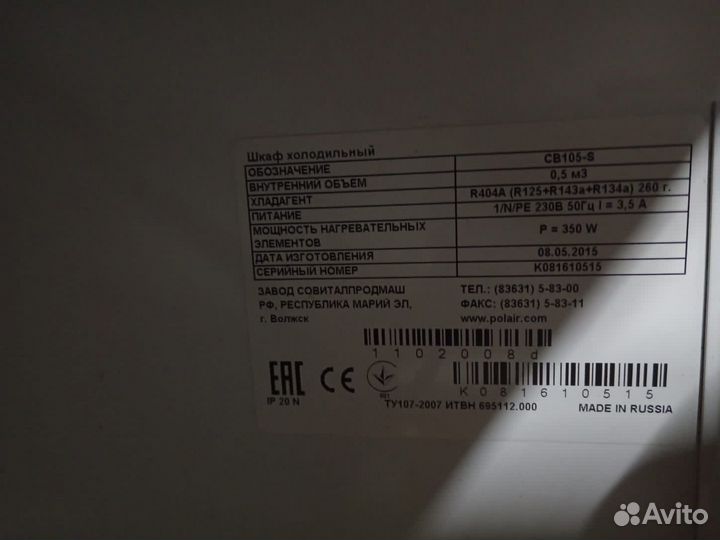 Шкаф холодильный
ОБОЗНАЧЕНИЕ СВ105-S
ВНУТРЕННИЙ ОБЪЕМ 0,5 м3
ХЛАДАГЕНТ R404A (R125+R143a+R134a) 260 г.
ПИТАНИЕ 1/N/PE 230В 50Гц I = 3,5 А
МОЩНОСТЬ НАГРЕВАТЕЛЬНЫХ
ЭЛЕМЕНТОВ P = 350 W
ДАТА ИЗГОТОВЛЕНИЯ 08.05.2015
СЕРИЙНЫЙ НОМЕР K081610515
ЗАВОД СОВИТАЛПРОДМАШ ТЕЛ.: (83631) 5-83-00
РФ, РЕСПУБЛИКА МАРИЙ ЭЛ, ФАКС: (83631) 5-83-11
г. Волжск www.polair.com
1102008d
EAC CE
IP 20 N
K081610515
ТУ107-2007 ИТВН 695112.000 MADE IN RUSSIA
Avito